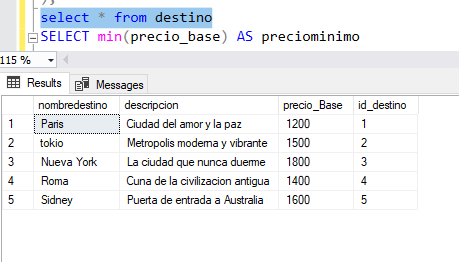 );
select * from destino
SELECT min(precio_base) AS preciominimo
115 %
Results Messages
nombredestino descripcion precio_Base id_destino
1 Paris Ciudad del amor y la paz 1200 1
2 tokio Metropolis moderna y vibrante 1500 2
3 Nueva York La ciudad que nunca duerme 1800 3
4 Roma Cuna de la civilizacion antigua 1400 4
5 Sidney Puerta de entrada a Australia 1600 5